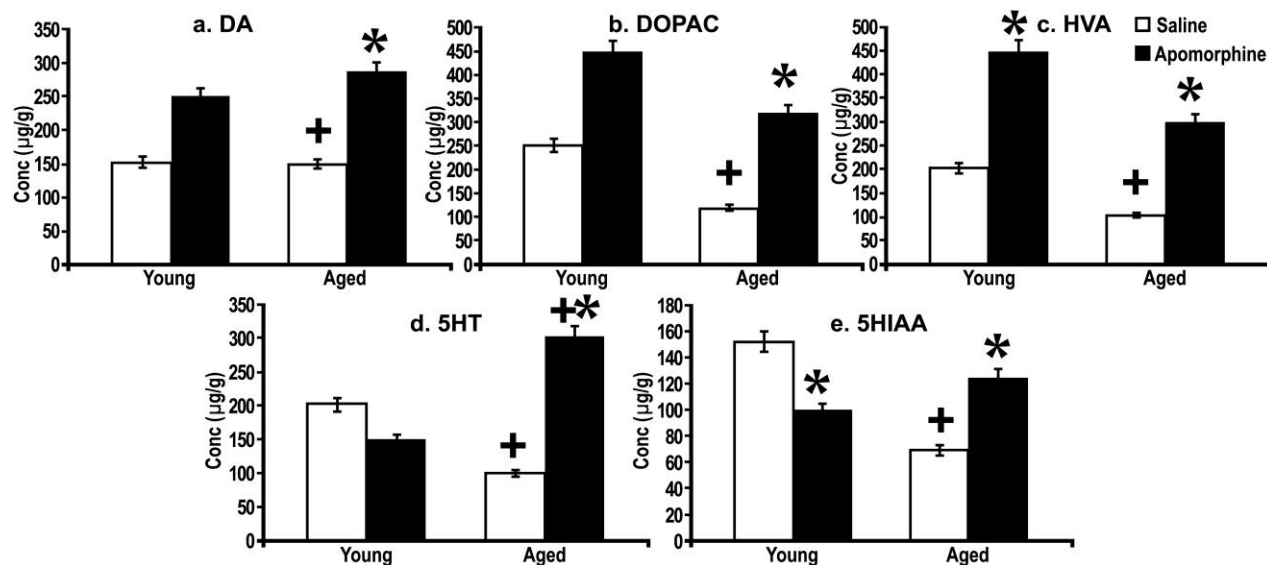 a. DA
Conc (µg/g)
350
300
250
200
150
100
50
0
*
+
Young
Aged
b. DOPAC
Conc (µg/g)
500
450
400
350
300
250
200
150
100
50
0
*
+
Young
Aged
c. HVA
Saline
Apomorphine
Conc (µg/g)
500
450
400
350
300
250
200
150
100
50
0
*
*
+
Young
Aged
d. 5HT
Conc (µg/g)
350
300
250
200
150
100
50
0
+*
+
Young
Aged
e. 5HIAA
Conc (µg/g)
180
160
140
120
100
80
60
40
20
0
*
*
+
Young
Aged